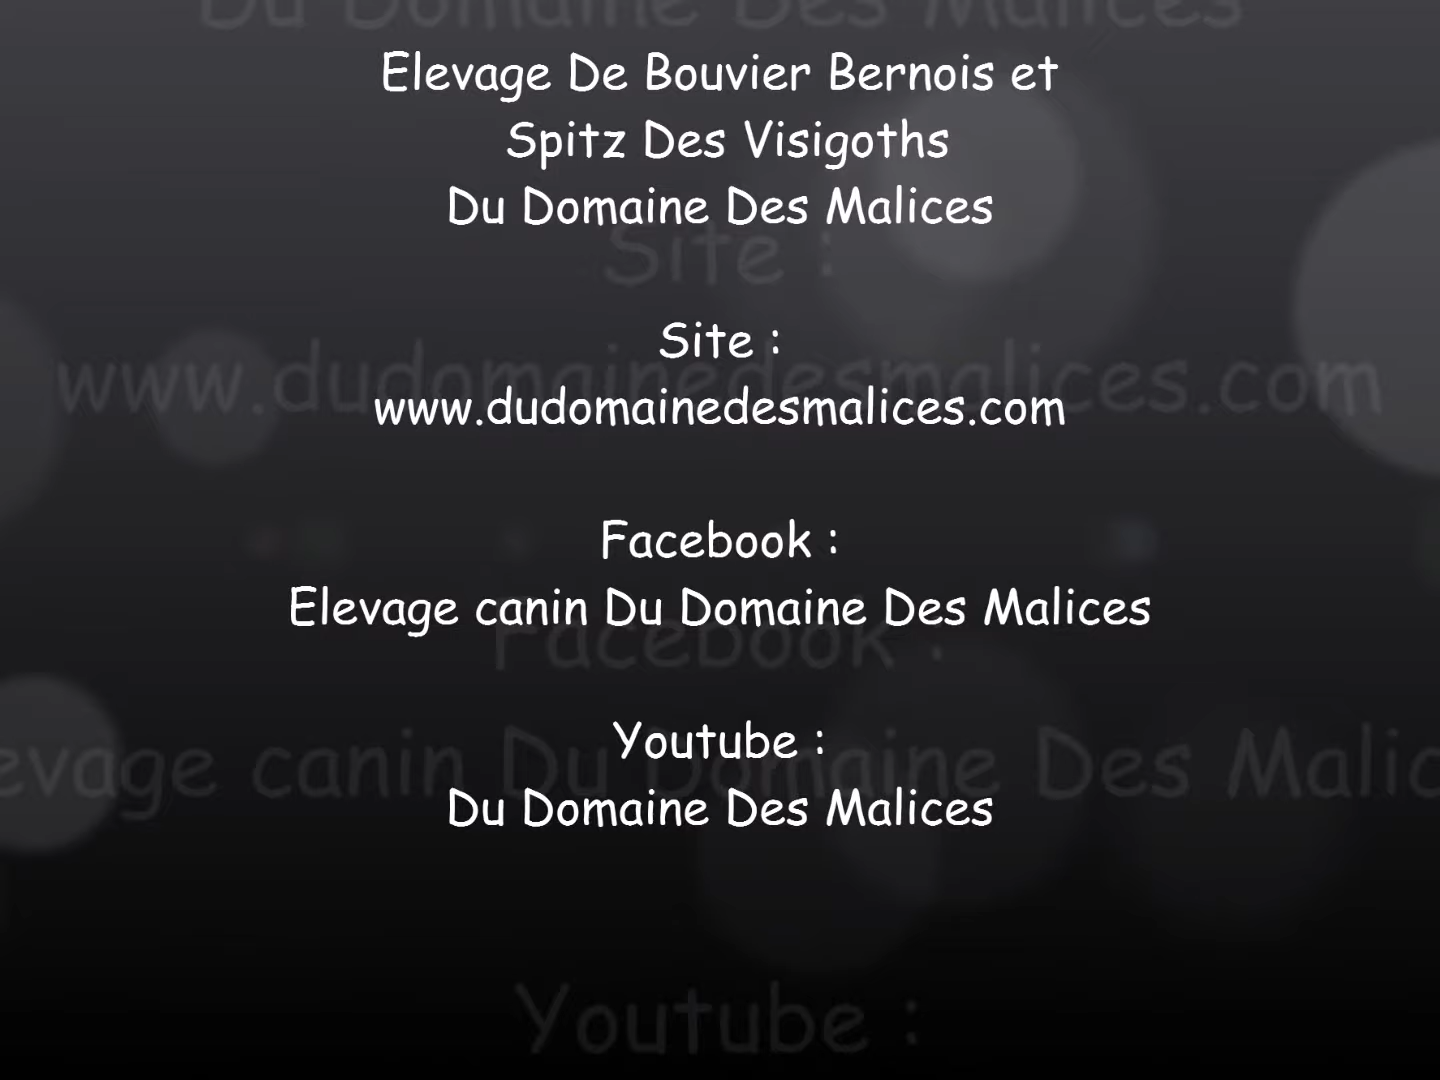 Elevage De Bouvier Bernois et
Spitz Des Visigoths
Du Domaine Des Malices
Site :
www.dudomainedesmalices.com
Facebook :
Elevage canin Du Domaine Des Malices
Youtube :
Du Domaine Des Malices